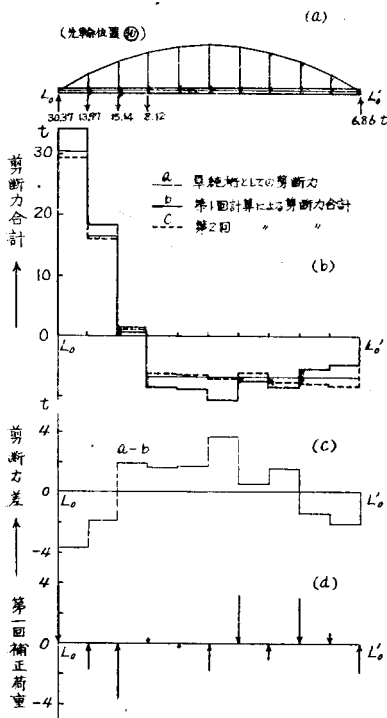 (a)
(先輪位置 )
L₀ L₀'
30.37 13.97 15.14 8.12 6.86 t
t
30
20
10
0
剪断力合計
a 単純桁としての剪断力
b 第1回計算による剪断力合計
c 第2回 〃 〃
(b)
L₀ L₀'
t
4
a-b
(c)
0
L₀ L₀'
-4
剪断力差
4
(d)
0
L₀ L₀'
-4
第一回補正荷重